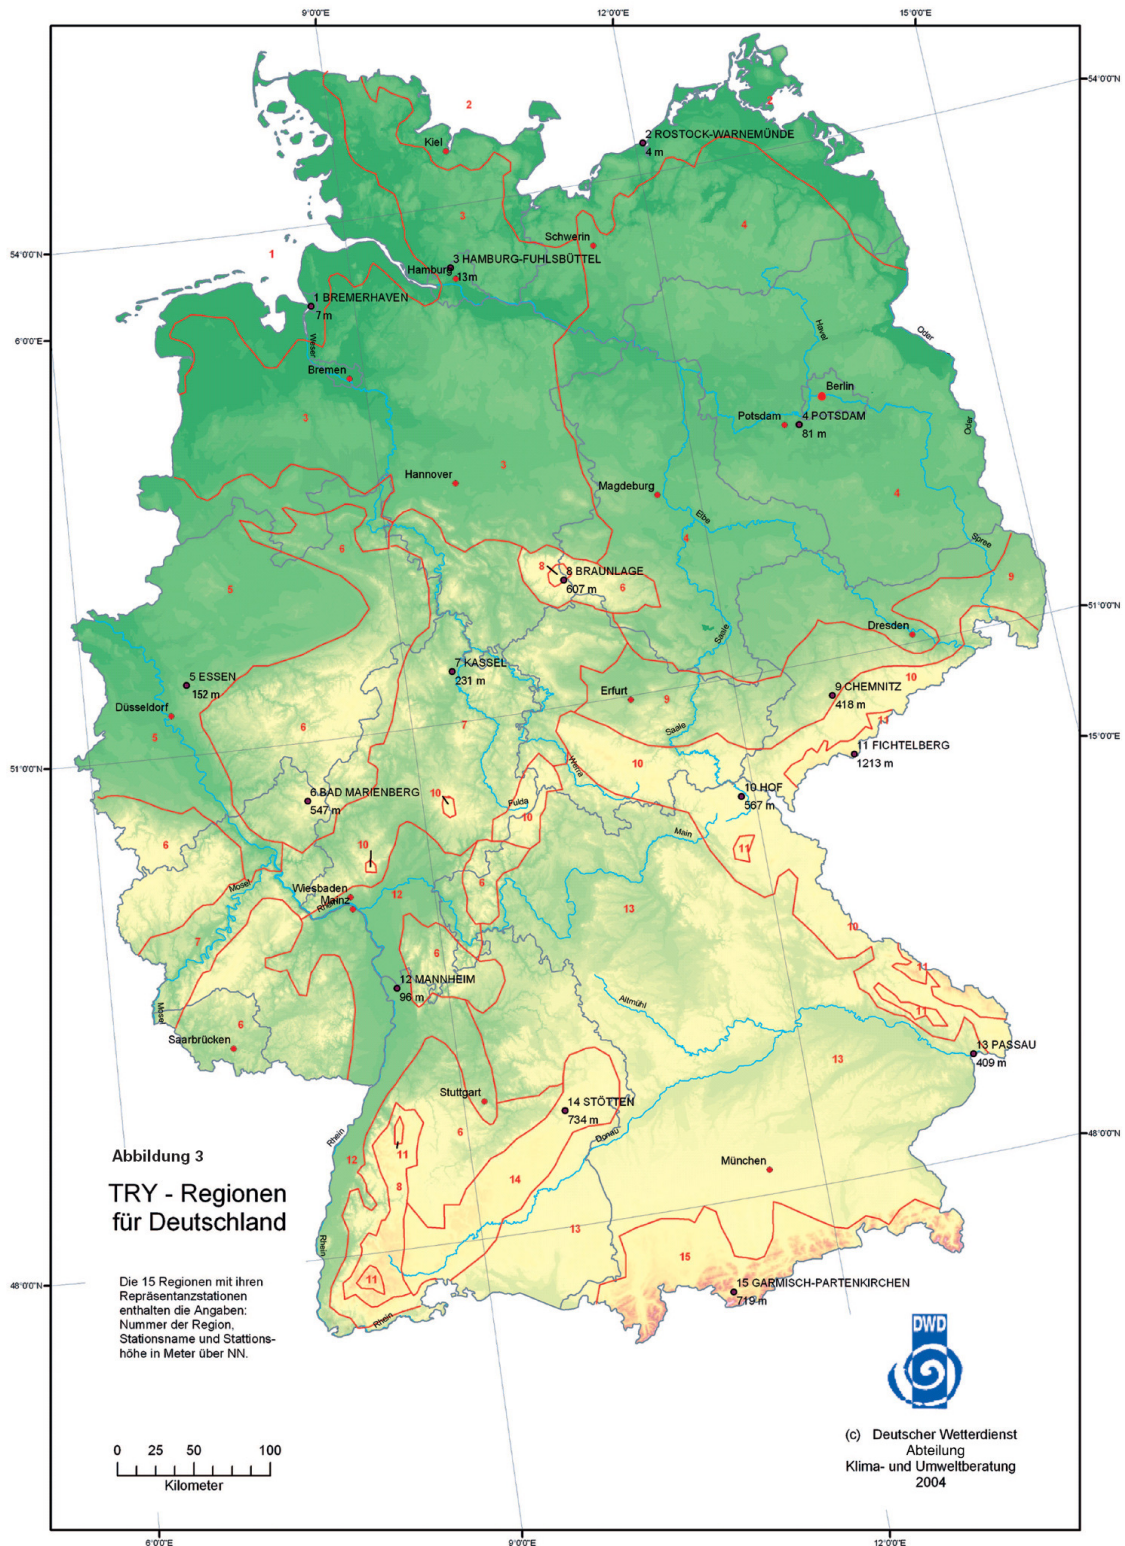 9°0'0"E
12°0'0"E
15°0'0"E
54°0'0"N
2
2
2 ROSTOCK-WARNEMÜNDE
4 m
Kiel
3
4
Schwerin
1
54°0'0"N
3 HAMBURG-FUHLSBÜTTEL
Hamburg
13m
1 BREMERHAVEN
7 m
Havel
Oder
6°0'0"E
Weser
Bremen
Berlin
3
Potsdam
4 POTSDAM
81 m
Oder
Hannover
3
Magdeburg
4
Elbe
4
Spree
6
8
8 BRAUNLAGE
607 m
6
9
5
51°0'0"N
Dresden
Saale
7 KASSEL
231 m
5 ESSEN
152 m
10
9 CHEMNITZ
418 m
Erfurt
9
Düsseldorf
11
6
7
5
Saale
15°0'0"E
11 FICHTELBERG
1213 m
10
Werra
51°0'0"N
6 BAD MARIENBERG
547 m
10
Fulda
10 HOF
567 m
10
Main
6
10
11
Mosel
Wiesbaden
Mainz
Rhein
12
6
13
10
7
6
11
12 MANNHEIM
96 m
Altmühl
Mosel
11
6
Saarbrücken
13 PASSAU
409 m
13
Stuttgart
14 STÖTTEN
734 m
Rhein
6
Donau
48°0'0"N
Abbildung 3
12
11
München
TRY - Regionen
für Deutschland
8
14
13
Rhein
15
11
48°0'0"N
Die 15 Regionen mit ihren
Repräsentanzstationen
enthalten die Angaben:
Nummer der Region,
Stationsname und Stattions-
höhe in Meter über NN.
15 GARMISCH-PARTENKIRCHEN
719 m
Rhein
DWD
(c) Deutscher Wetterdienst
Abteilung
Klima- und Umweltberatung
2004
0 25 50 100
Kilometer
6°0'0"E
9°0'0"E
12°0'0"E